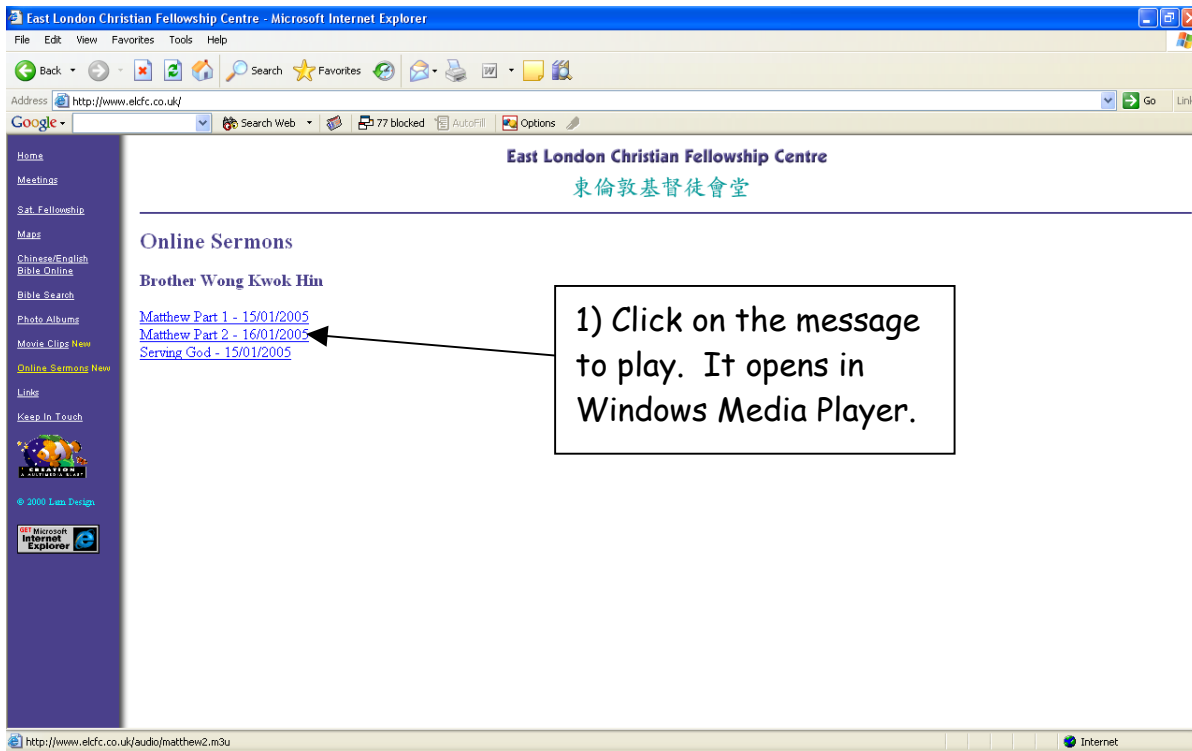 East London Christian Fellowship Centre - Microsoft Internet Explorer
File Edit View Favorites Tools Help
Back Search Favorites
Address http://www.elcfc.co.uk/ Go
Google Search Web 77 blocked AutoFill Options
Home
Meetings
Sat. Fellowship
Maps
Chinese/English
Bible Online
Bible Search
Photo Albums
Movie Clips New
Online Sermons New
Links
Keep In Touch
CREATION
A MULTIMEDIA BLAST
© 2000 Lam Design
GET Microsoft
Internet
Explorer
East London Christian Fellowship Centre
東倫敦基督徒會堂
Online Sermons
Brother Wong Kwok Hin
Matthew Part 1 - 15/01/2005
Matthew Part 2 - 16/01/2005
Serving God - 15/01/2005
1) Click on the message
to play. It opens in
Windows Media Player.
http://www.elcfc.co.uk/audio/matthew2.m3u Internet